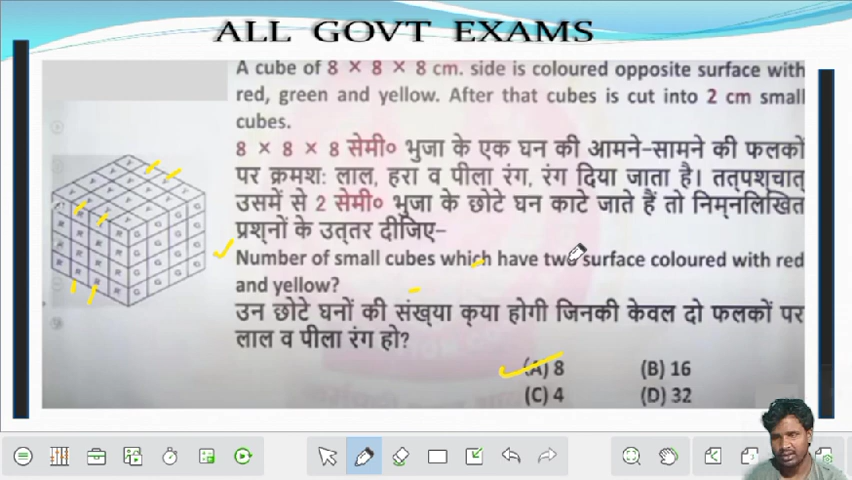 ALL GOVT EXAMS
A cube of 8 × 8 × 8 cm. side is coloured opposite surface with
red, green and yellow. After that cubes is cut into 2 cm small
cubes.
8 × 8 × 8 सेमी० भुजा के एक घन की आमने-सामने की फलकों
पर क्रमश: लाल, हरा व पीला रंग, रंग दिया जाता है। तत्पश्चात्
उसमें से 2 सेमी० भुजा के छोटे घन काटे जाते हैं तो निम्नलिखित
प्रश्नों के उत्तर दीजिए-
Number of small cubes which have two surface coloured with red
and yellow?
उन छोटे घनों की संख्या क्या होगी जिनकी केवल दो फलकों पर
लाल व पीला रंग हो?
(A) 8 (B) 16
(C) 4 (D) 32